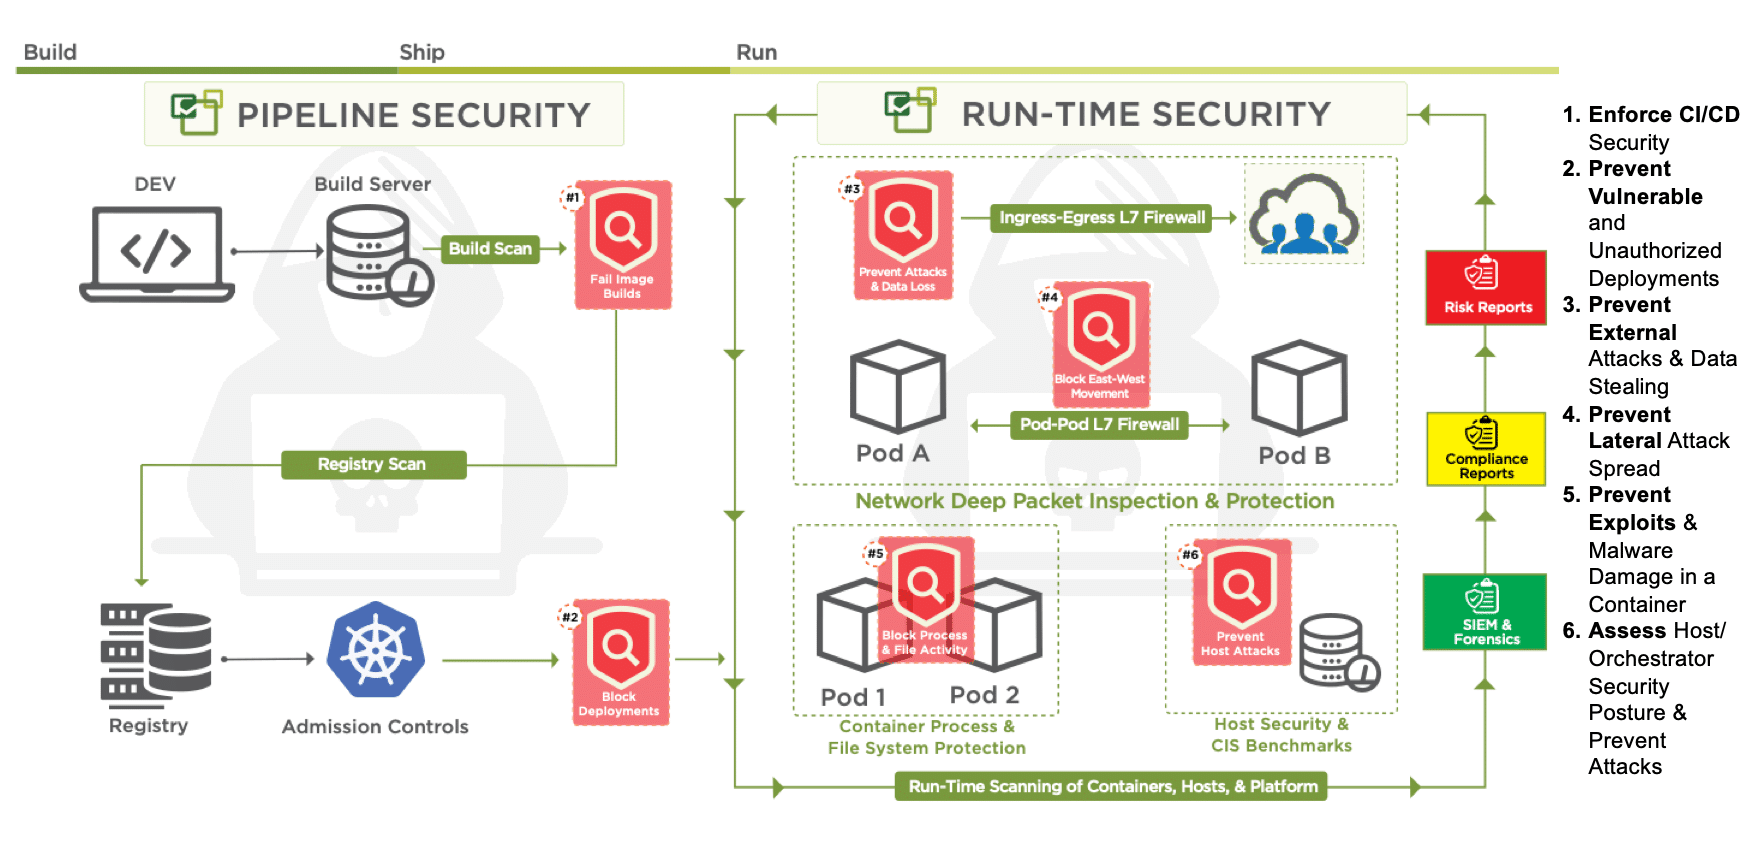 Build
Ship
Run
PIPELINE SECURITY
DEV
Build Server
Build Scan
#1
Fail Image
Builds
Registry Scan
Registry
Admission Controls
#2
Block
Deployments
RUN-TIME SECURITY
#3
Prevent Attacks
& Data Loss
Ingress-Egress L7 Firewall
#4
Block East-West
Movement
Pod A
Pod-Pod L7 Firewall
Pod B
Network Deep Packet Inspection & Protection
#5
Block Process
& File Activity
Pod 1
Pod 2
Container Process &
File System Protection
#6
Prevent
Host Attacks
Host Security &
CIS Benchmarks
Run-Time Scanning of Containers, Hosts, & Platform
Risk Reports
Compliance
Reports
SIEM &
Forensics
1. Enforce CI/CD
Security
2. Prevent
Vulnerable
and
Unauthorized
Deployments
3. Prevent
External
Attacks & Data
Stealing
4. Prevent
Lateral Attack
Spread
5. Prevent
Exploits &
Malware
Damage in a
Container
6. Assess Host/
Orchestrator
Security
Posture &
Prevent
Attacks